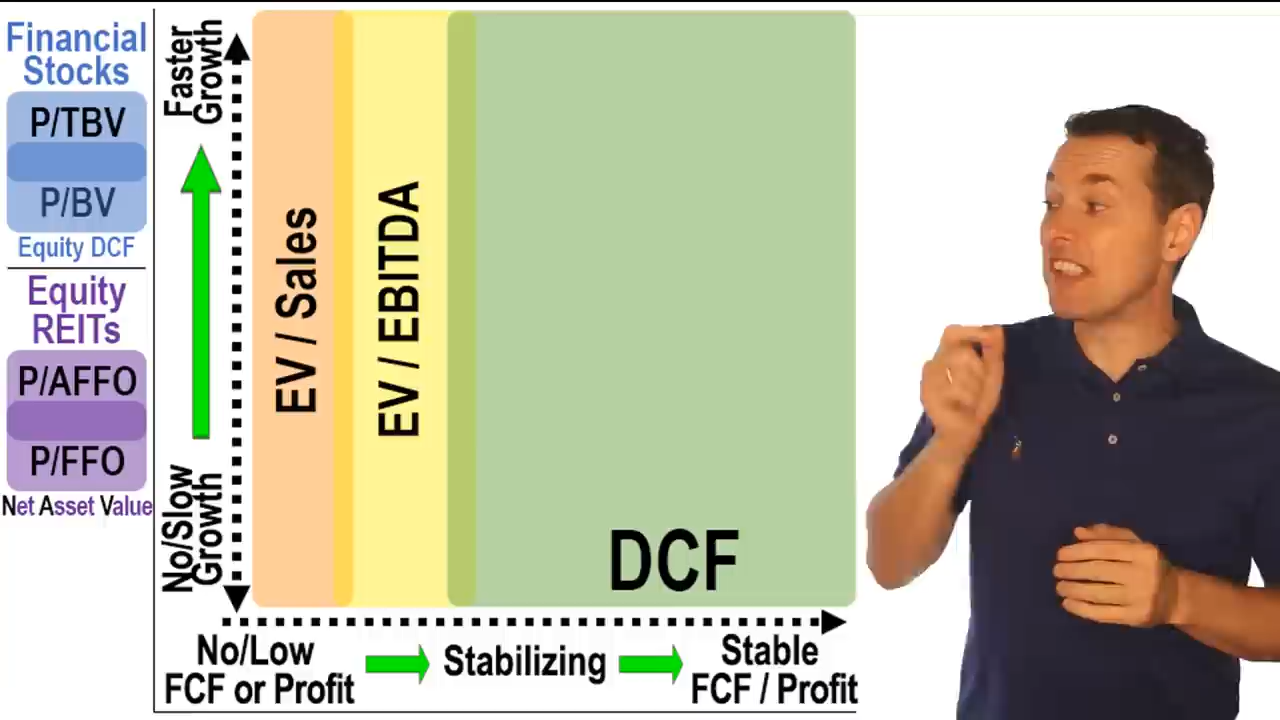 Financial
Stocks
P/TBV
P/BV
Equity DCF
Equity
REITs
P/AFFO
P/FFO
Net Asset Value
Faster
Growth
No/Slow
Growth
EV / Sales
EV / EBITDA
DCF
No/Low
FCF or Profit
Stabilizing
Stable
FCF / Profit